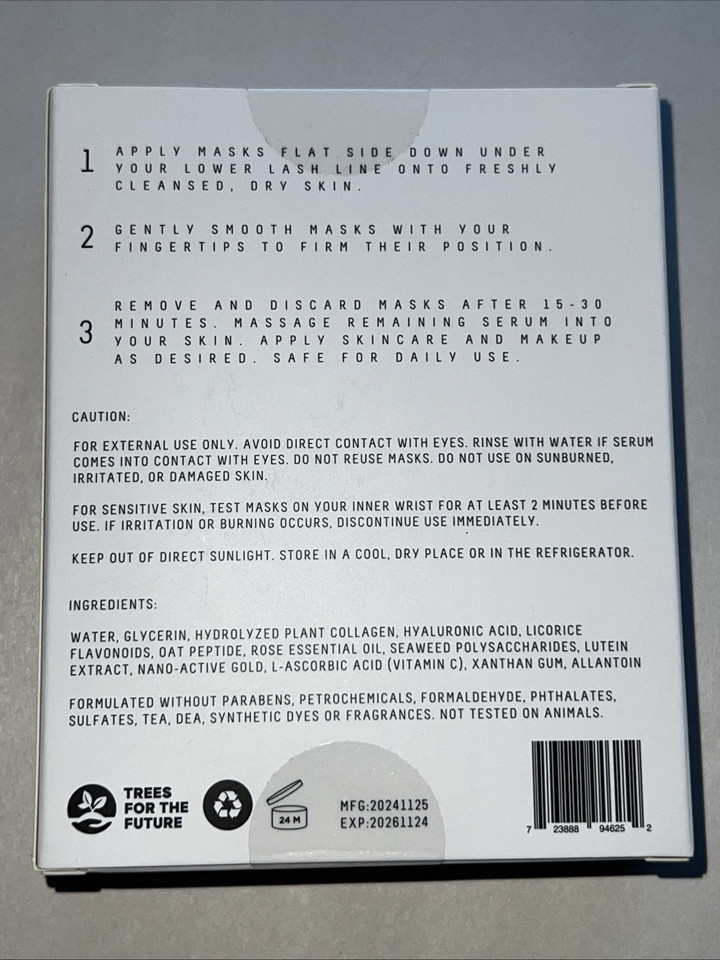 1
APPLY MASKS FLAT SIDE DOWN UNDER
YOUR LOWER LASH LINE ONTO FRESHLY
CLEANSED, DRY SKIN.
2
GENTLY SMOOTH MASKS WITH YOUR
FINGERTIPS TO FIRM THEIR POSITION.
3
REMOVE AND DISCARD MASKS AFTER 15-30
MINUTES. MASSAGE REMAINING SERUM INTO
YOUR SKIN. APPLY SKINCARE AND MAKEUP
AS DESIRED. SAFE FOR DAILY USE.
CAUTION:
FOR EXTERNAL USE ONLY. AVOID DIRECT CONTACT WITH EYES. RINSE WITH WATER IF SERUM
COMES INTO CONTACT WITH EYES. DO NOT REUSE MASKS. DO NOT USE ON SUNBURNED,
IRRITATED, OR DAMAGED SKIN.
FOR SENSITIVE SKIN, TEST MASKS ON YOUR INNER WRIST FOR AT LEAST 2 MINUTES BEFORE
USE. IF IRRITATION OR BURNING OCCURS, DISCONTINUE USE IMMEDIATELY.
KEEP OUT OF DIRECT SUNLIGHT. STORE IN A COOL, DRY PLACE OR IN THE REFRIGERATOR.
INGREDIENTS:
WATER, GLYCERIN, HYDROLYZED PLANT COLLAGEN, HYALURONIC ACID, LICORICE
FLAVONOIDS, OAT PEPTIDE, ROSE ESSENTIAL OIL, SEAWEED POLYSACCHARIDES, LUTEIN
EXTRACT, NANO-ACTIVE GOLD, L-ASCORBIC ACID (VITAMIN C), XANTHAN GUM, ALLANTOIN
FORMULATED WITHOUT PARABENS, PETROCHEMICALS, FORMALDEHYDE, PHTHALATES,
SULFATES, TEA, DEA, SYNTHETIC DYES OR FRAGRANCES. NOT TESTED ON ANIMALS.
TREES
FOR THE
FUTURE
24 M
MFG:20241125
EXP:20261124
7 23888 94625 2